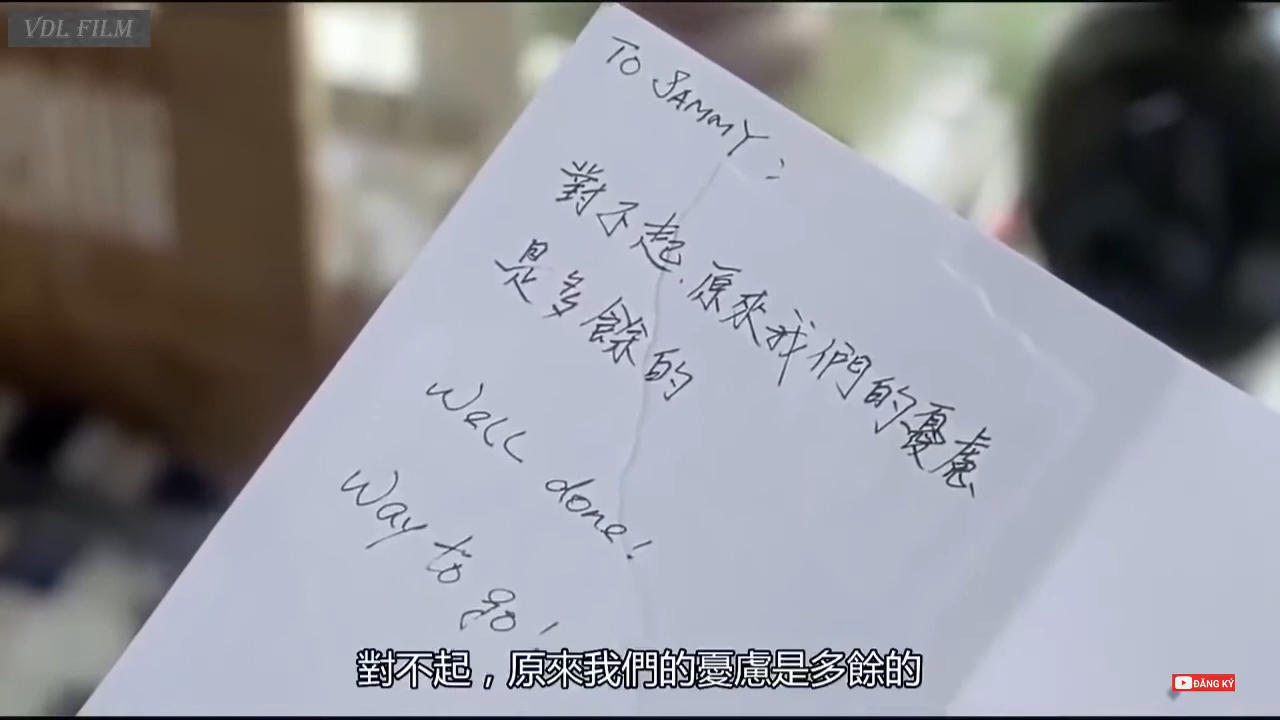 VDL FILM
To SAMMY:
對不起.原來我們的憂慮
是多餘的
Well done!
Way to go!
對不起，原來我們的憂慮是多餘的
ĐĂNG KÝ